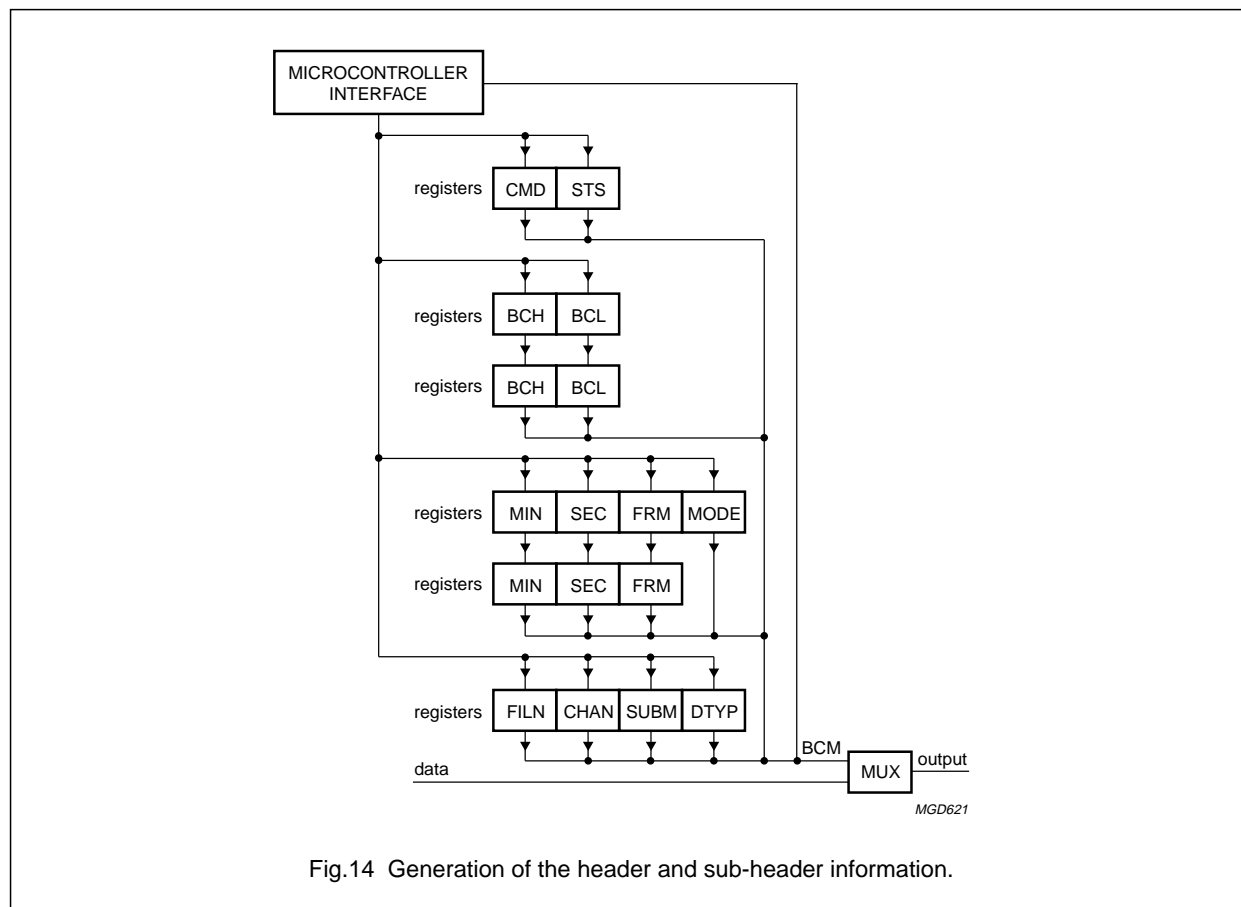 MICROCONTROLLER
INTERFACE
registers CMD STS
registers BCH BCL
registers BCH BCL
registers MIN SEC FRM MODE
registers MIN SEC FRM
registers FILN CHAN SUBM DTYP
BCM
data MUX output
MGD621
Fig.14 Generation of the header and sub-header information.